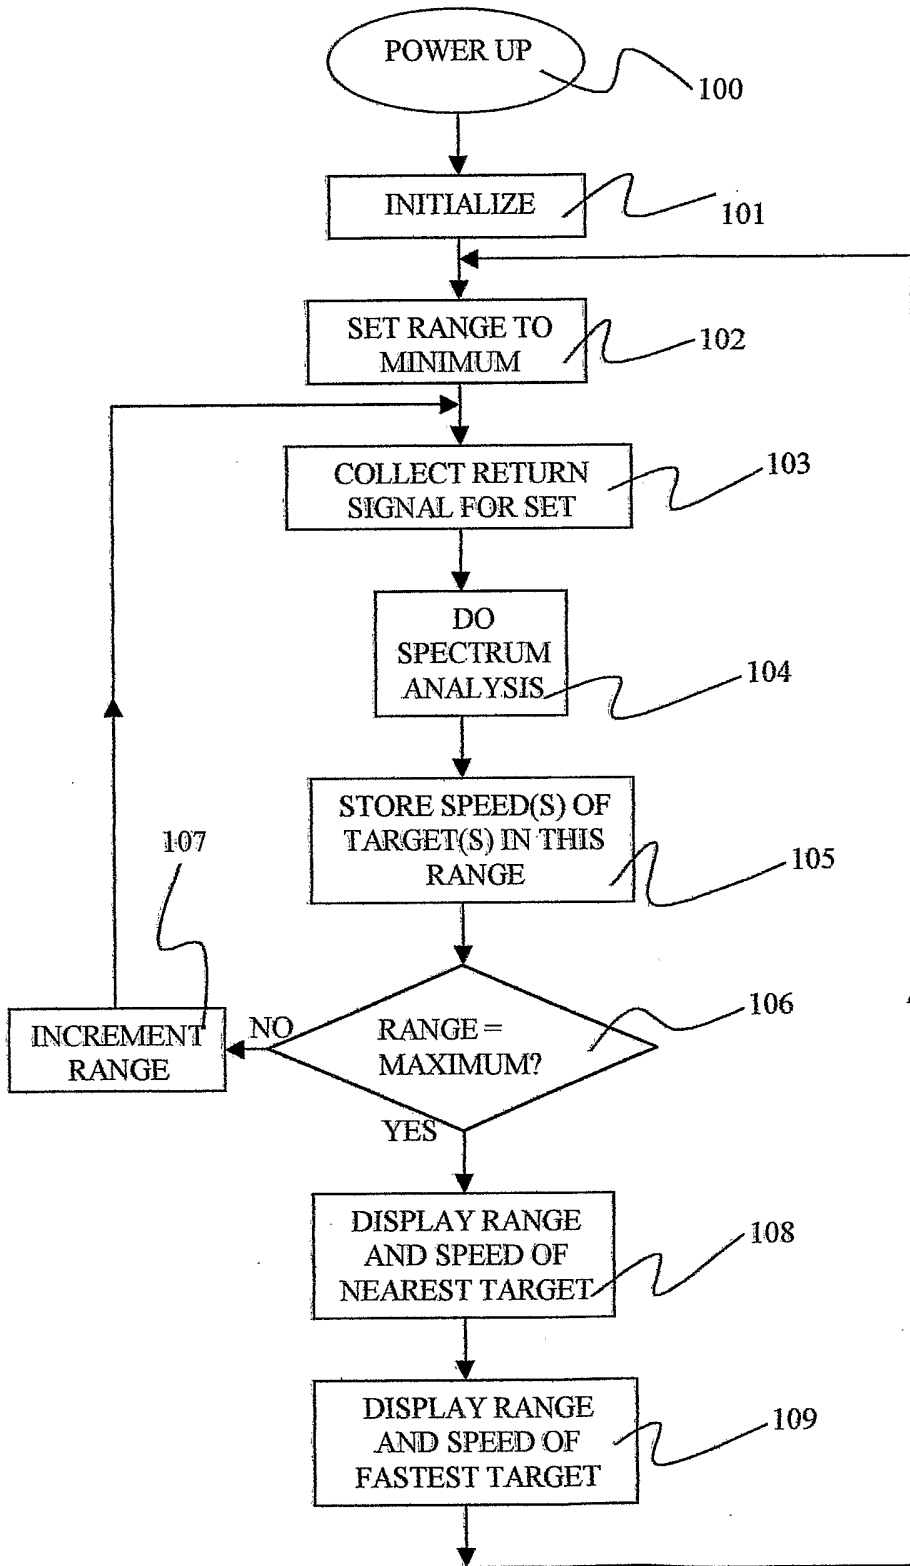 POWER UP
100
INITIALIZE
101
SET RANGE TO
MINIMUM
102
COLLECT RETURN
SIGNAL FOR SET
103
DO
SPECTRUM
ANALYSIS
104
STORE SPEED(S) OF
TARGET(S) IN THIS
RANGE
105
107
RANGE =
MAXIMUM?
106
NO
INCREMENT
RANGE
YES
DISPLAY RANGE
AND SPEED OF
NEAREST TARGET
108
DISPLAY RANGE
AND SPEED OF
FASTEST TARGET
109